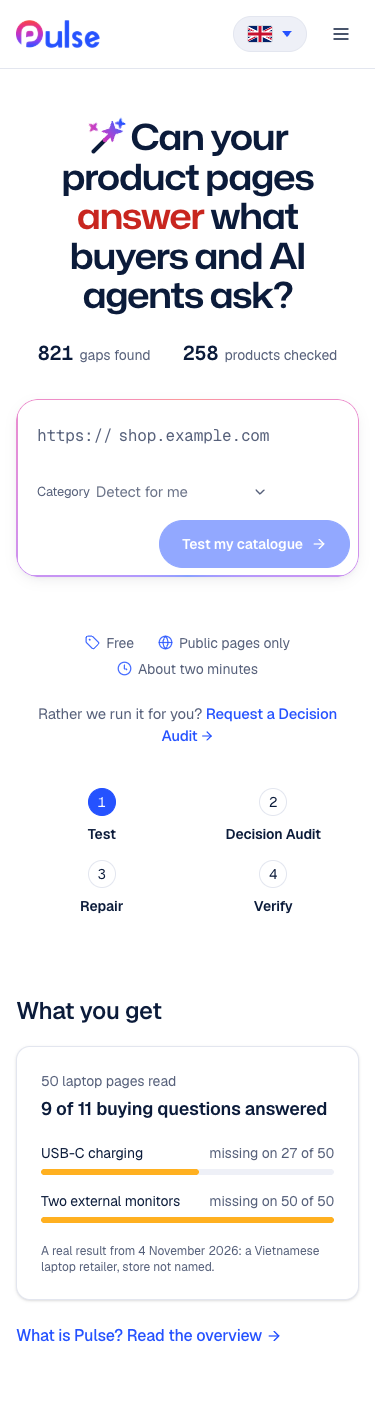 Pulse
Can your
product pages
answer what
buyers and AI
agents ask?
821 gaps found 258 products checked
https:// shop.example.com
Category Detect for me
Test my catalogue →
Free Public pages only
About two minutes
Rather we run it for you? Request a Decision
Audit →
1 2
Test Decision Audit
3 4
Repair Verify
What you get
50 laptop pages read
9 of 11 buying questions answered
USB-C charging missing on 27 of 50
Two external monitors missing on 50 of 50
A real result from 4 November 2026: a Vietnamese
laptop retailer, store not named.
What is Pulse? Read the overview →